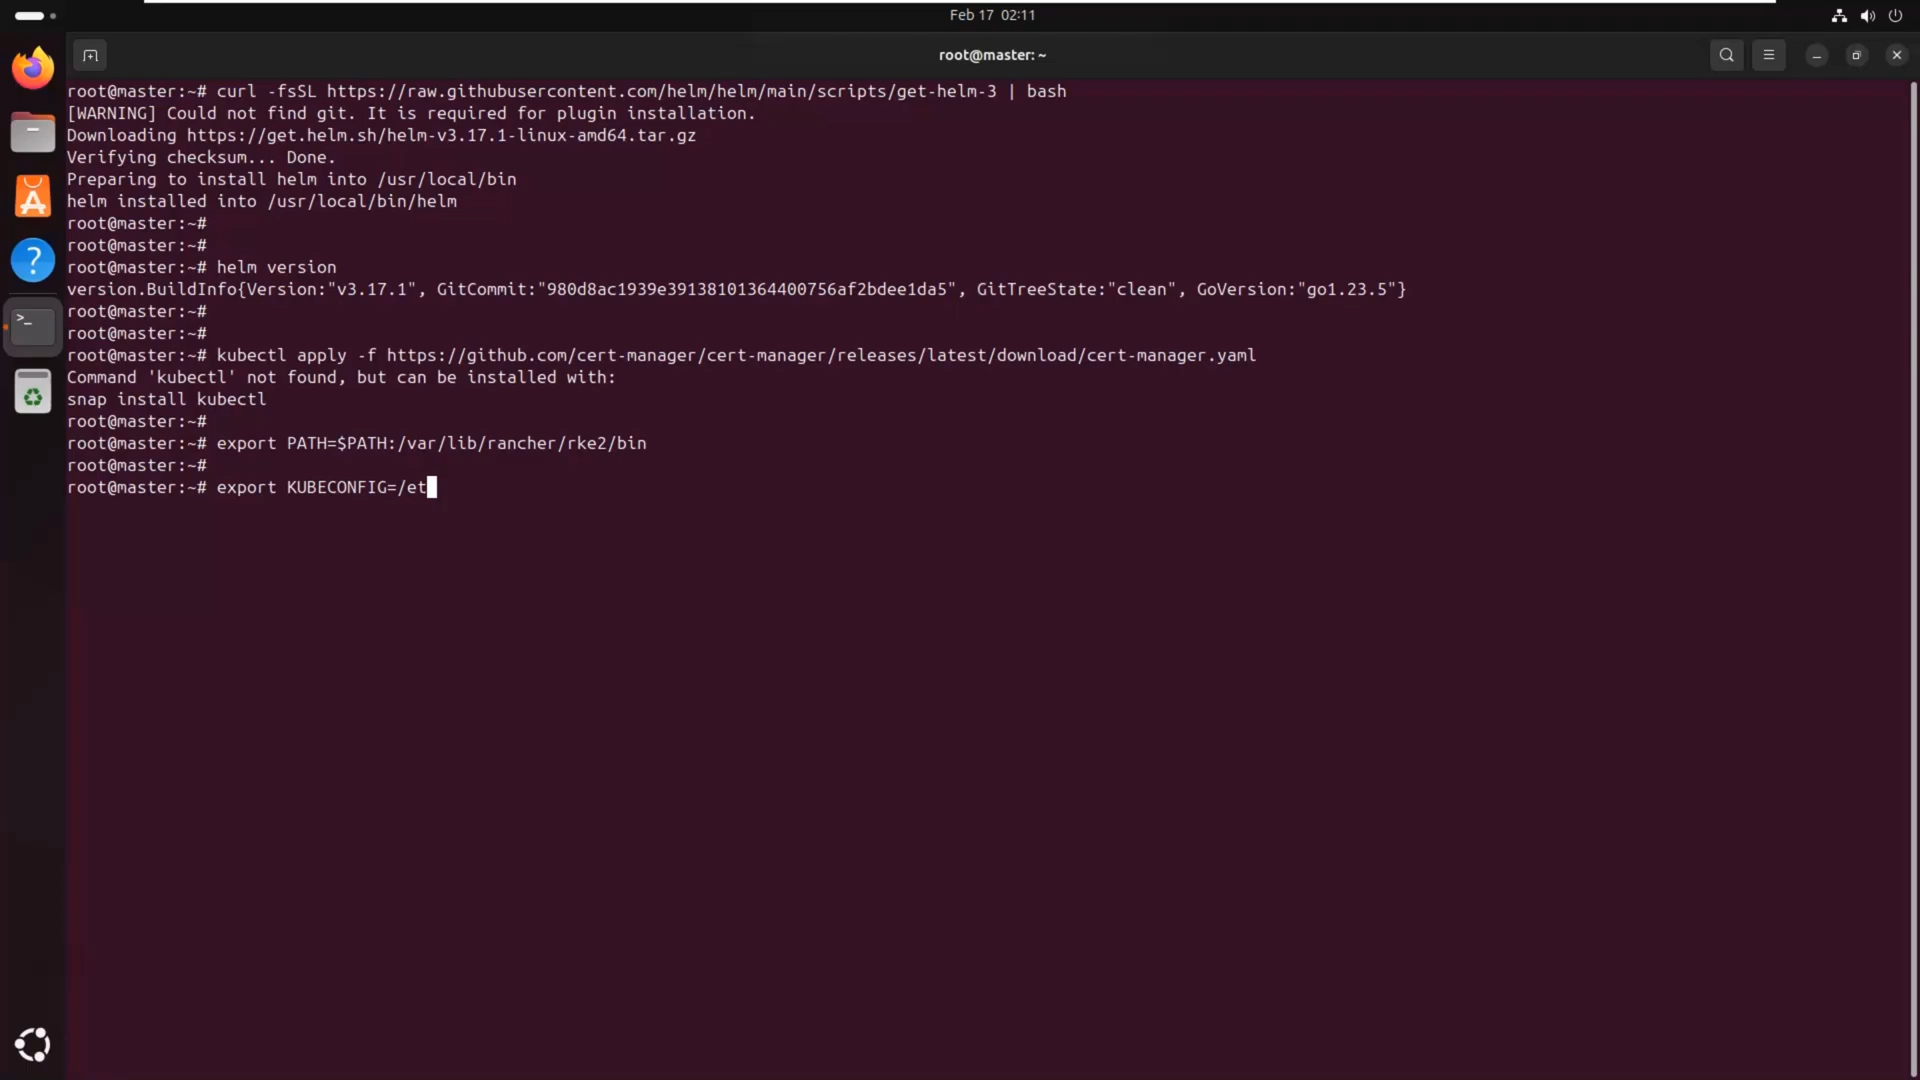 Feb 17 02:11
root@master: ~
root@master:~# curl -fsSL https://raw.githubusercontent.com/helm/helm/main/scripts/get-helm-3 | bash
[WARNING] Could not find git. It is required for plugin installation.
Downloading https://get.helm.sh/helm-v3.17.1-linux-amd64.tar.gz
Verifying checksum... Done.
Preparing to install helm into /usr/local/bin
helm installed into /usr/local/bin/helm
root@master:~#
root@master:~#
root@master:~# helm version
version.BuildInfo{Version:"v3.17.1", GitCommit:"980d8ac1939e39138101364400756af2bdee1da5", GitTreeState:"clean", GoVersion:"go1.23.5"}
root@master:~#
root@master:~#
root@master:~# kubectl apply -f https://github.com/cert-manager/cert-manager/releases/latest/download/cert-manager.yaml
Command 'kubectl' not found, but can be installed with:
snap install kubectl
root@master:~#
root@master:~# export PATH=$PATH:/var/lib/rancher/rke2/bin
root@master:~#
root@master:~# export KUBECONFIG=/et